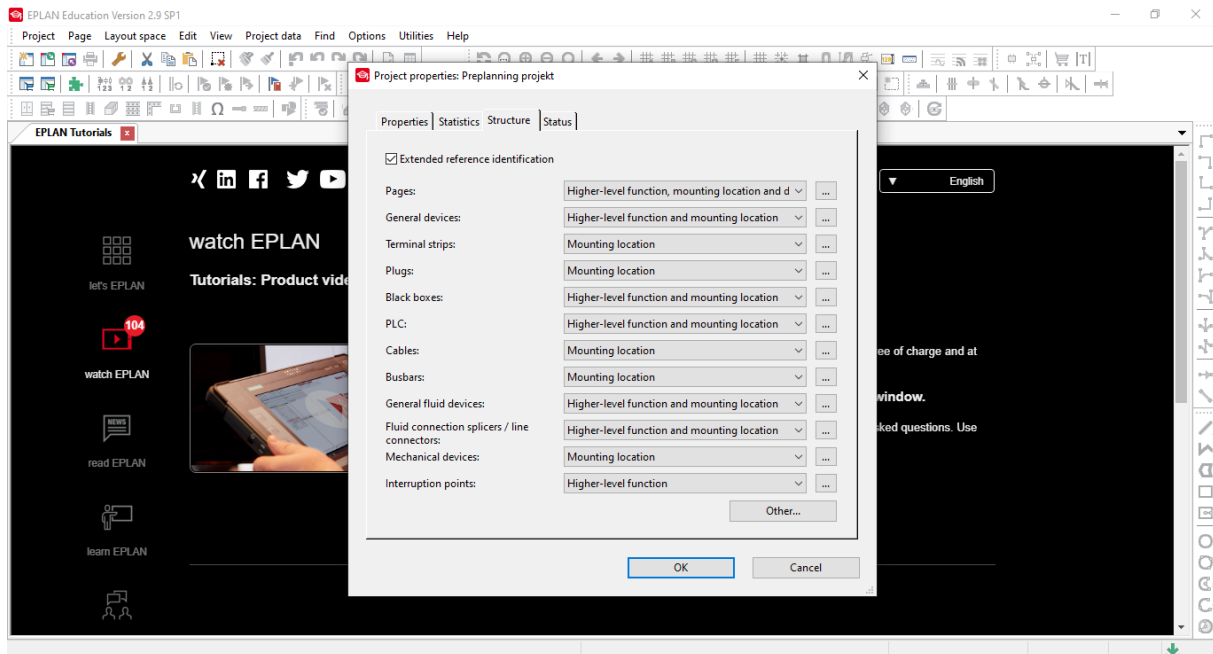 EPLAN Education Version 2.9 SP1
Project Page Layout space Edit View Project data Find Options Utilities Help
Project properties: Preplanning projekt
EPLAN Tutorials
Properties Statistics Structure Status
Extended reference identification
Pages: Higher-level function, mounting location and d ...
General devices: Higher-level function and mounting location ...
Terminal strips: Mounting location ...
Plugs: Mounting location ...
Black boxes: Higher-level function and mounting location ...
PLC: Higher-level function and mounting location ...
Cables: Mounting location ...
Busbars: Mounting location ...
General fluid devices: Higher-level function and mounting location ...
Fluid connection splicers / line
connectors: Higher-level function and mounting location ...
Mechanical devices: Mounting location ...
Interruption points: Higher-level function ...
Other...
OK Cancel
English
watch EPLAN
Tutorials: Product vide
let's EPLAN
104
watch EPLAN
NEWS
read EPLAN
learn EPLAN
ee of charge and at
window.
sked questions. Use